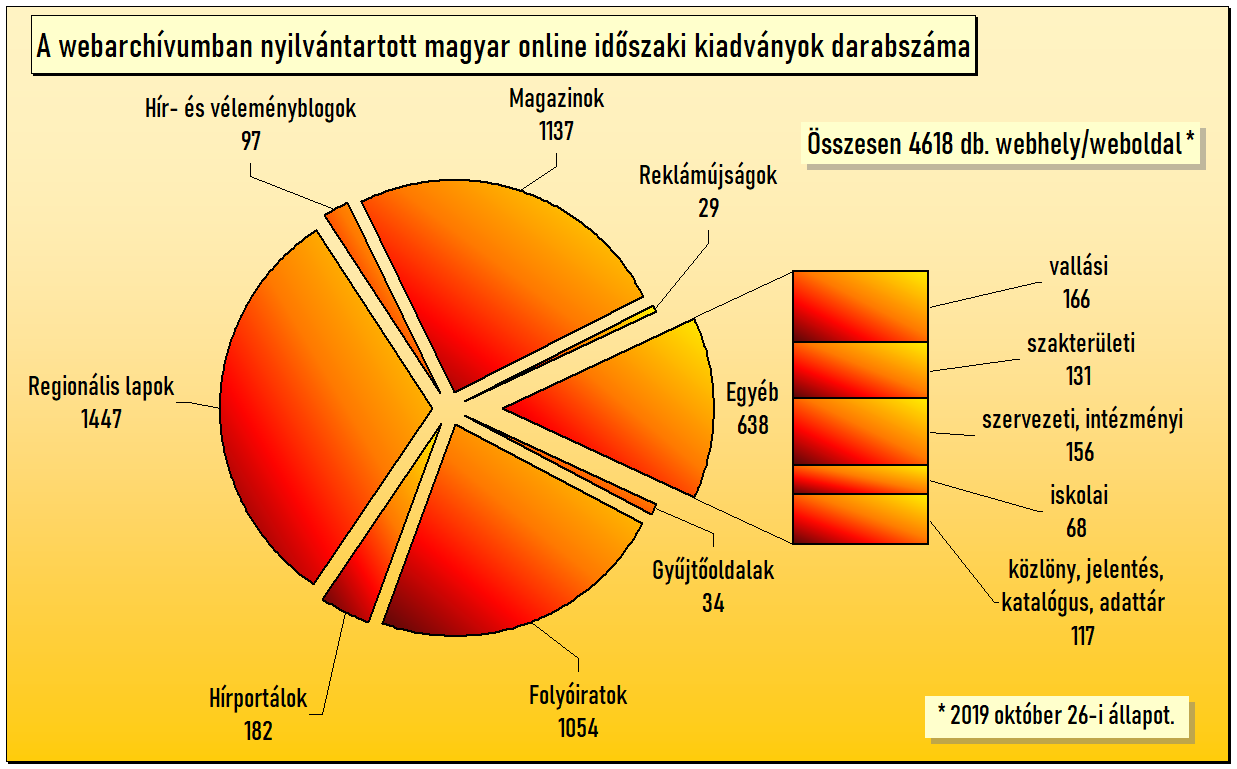 A webarchívumban nyilvántartott magyar online időszaki kiadványok darabszáma
Hír- és véleményblogok
97
Magazinok
1137
Összesen 4618 db. webhely/weboldal *
Reklámújságok
29
vallási
166
szakterületi
131
Regionális lapok
1447
Egyéb
638
szervezeti, intézményi
156
iskolai
68
Gyűjtőoldalak
34
közlöny, jelentés,
katalógus, adattár
117
Hírportálok
182
Folyóiratok
1054
* 2019 október 26-i állapot.